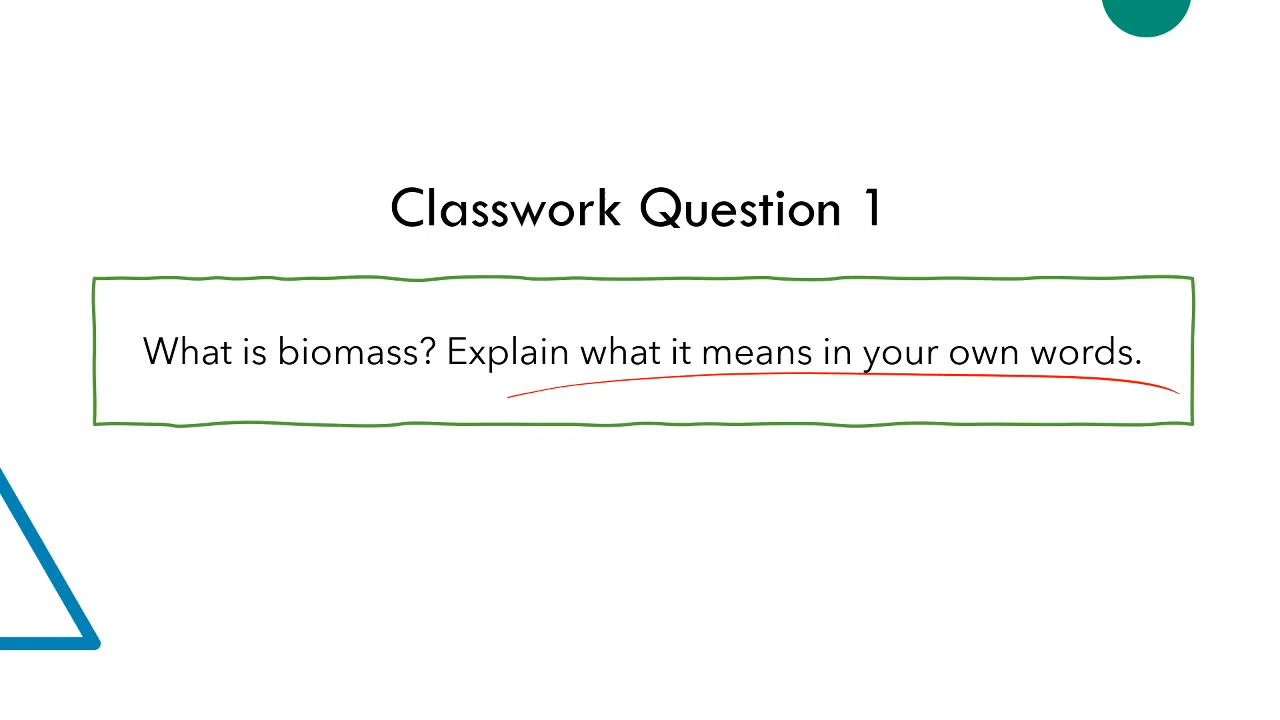 Classwork Question 1
What is biomass? Explain what it means in your own words.